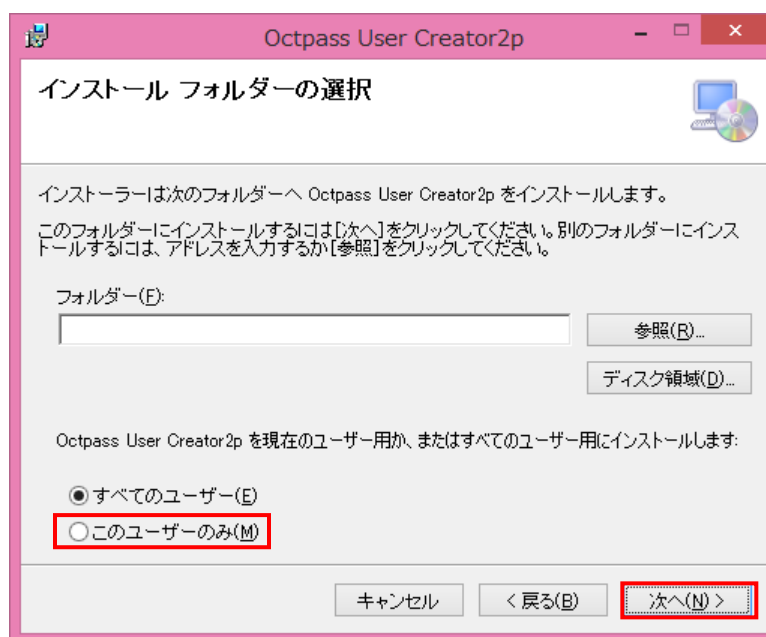 Octpass User Creator2p
インストール フォルダーの選択
インストーラーは次のフォルダーへ Octpass User Creator2p をインストールします。
このフォルダーにインストールするには[次へ]をクリックしてください。別のフォルダーにインス
トールするには、アドレスを入力するか[参照]をクリックしてください。
フォルダー(F):
参照(R)...
ディスク領域(D)...
Octpass User Creator2p を現在のユーザー用か、またはすべてのユーザー用にインストールします:
すべてのユーザー(E)
このユーザーのみ(M)
キャンセル
< 戻る(B)
次へ(N) >